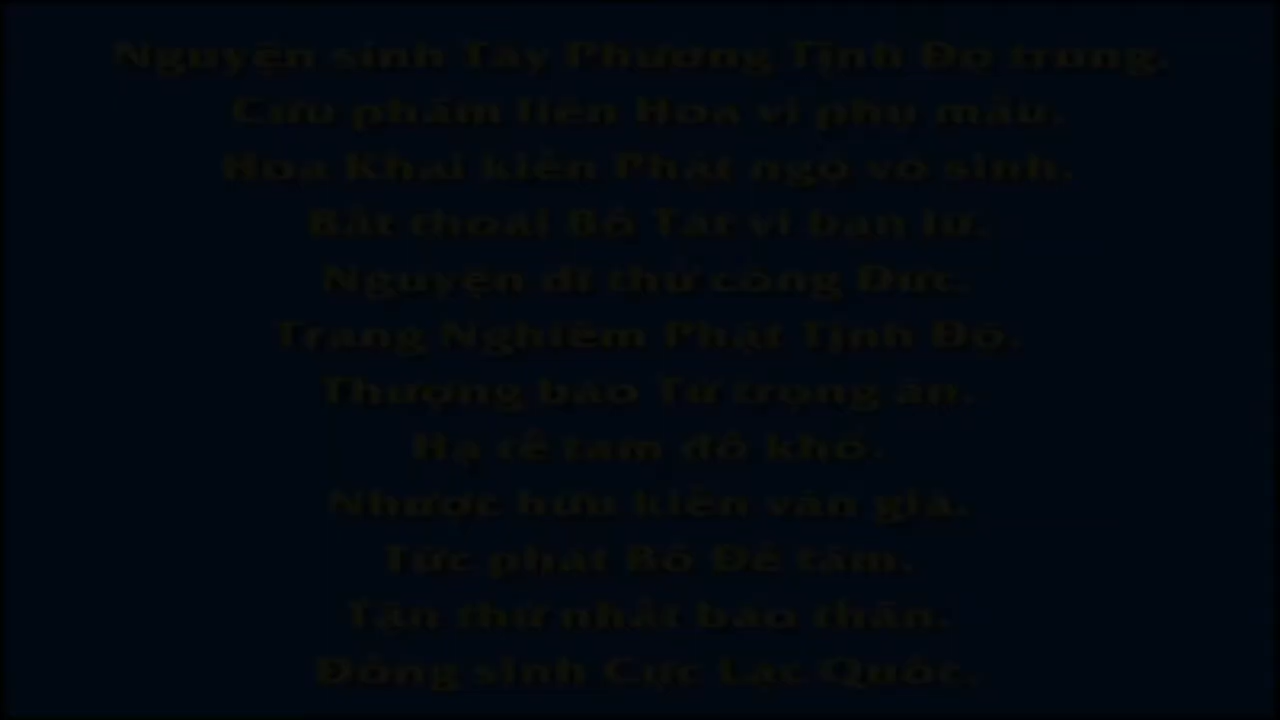 Nguyện sinh Tây Phương Tịnh Độ trung.
Cửu phẩm liên Hoa vi phụ mẫu.
Hoa Khai kiến Phật ngộ vô sinh.
Bất thoái Bồ Tát vi bạn lữ.
Nguyện dĩ thử công Đức.
Trang Nghiêm Phật Tịnh Độ.
Thượng báo Tứ trọng ân.
Hạ tế tam đồ khổ.
Nhược hữu kiến văn giả.
Tức phát Bồ Đề tâm.
Tận thử nhất báo thân.
Đồng sinh Cực Lạc Quốc.